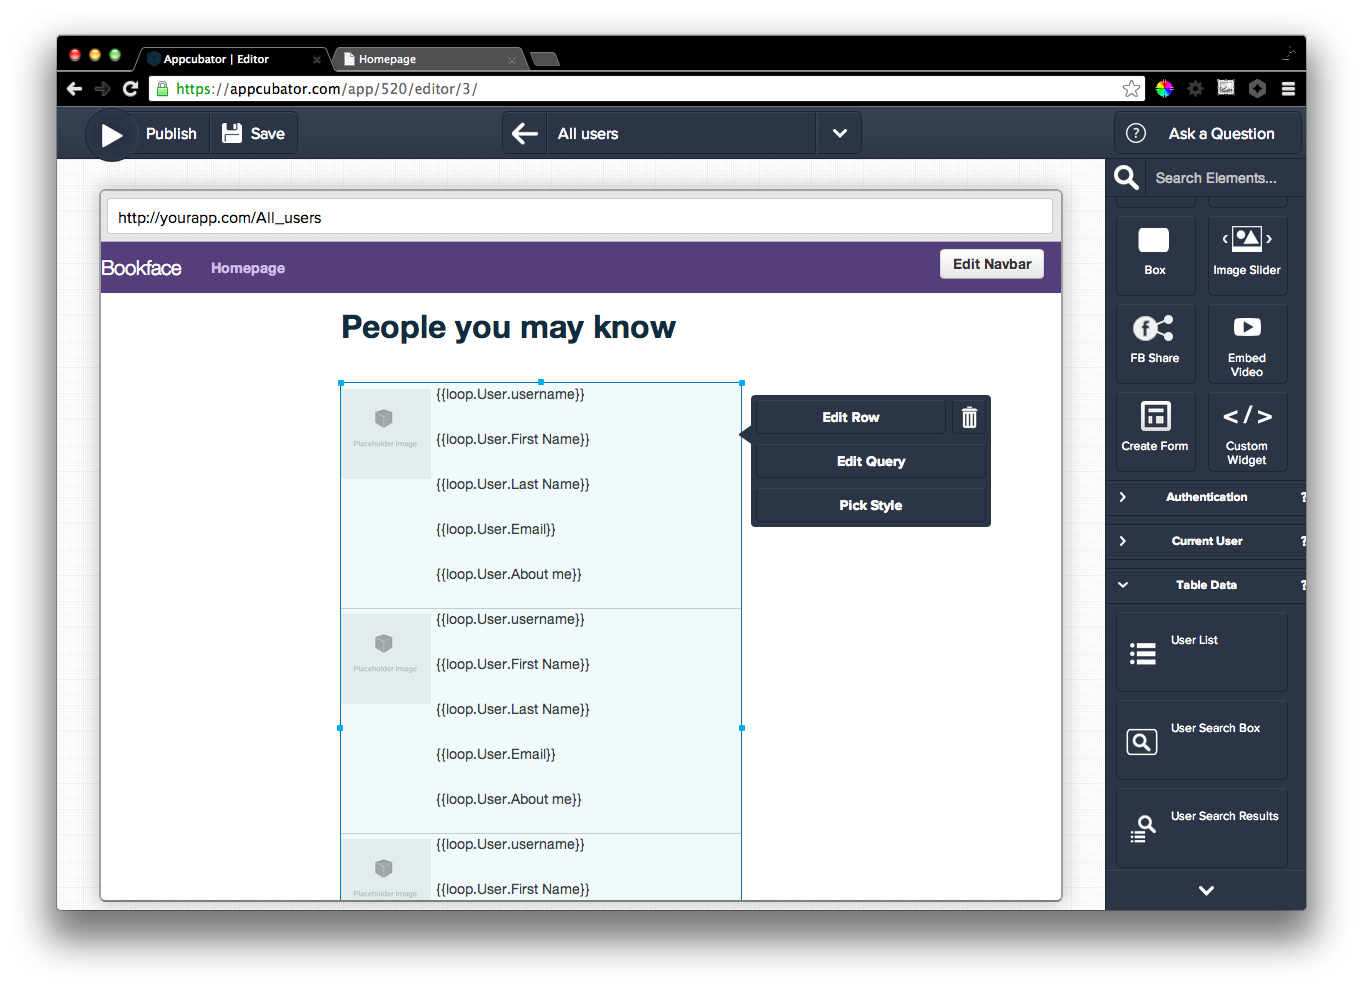 Appcubator | Editor
Homepage
https://appcubator.com/app/520/editor/3/
Publish
Save
All users
Ask a Question
Search Elements...
http://yourapp.com/All_users
Bookface
Homepage
Edit Navbar
People you may know
Placeholder Image
{{loop.User.username}}
{{loop.User.First Name}}
{{loop.User.Last Name}}
{{loop.User.Email}}
{{loop.User.About me}}
Placeholder Image
{{loop.User.username}}
{{loop.User.First Name}}
{{loop.User.Last Name}}
{{loop.User.Email}}
{{loop.User.About me}}
Placeholder Image
{{loop.User.username}}
{{loop.User.First Name}}
Edit Row
Edit Query
Pick Style
Box
Image Slider
FB Share
Embed
Video
Create Form
Custom
Widget
Authentication ?
Current User ?
Table Data ?
User List
User Search Box
User Search Results